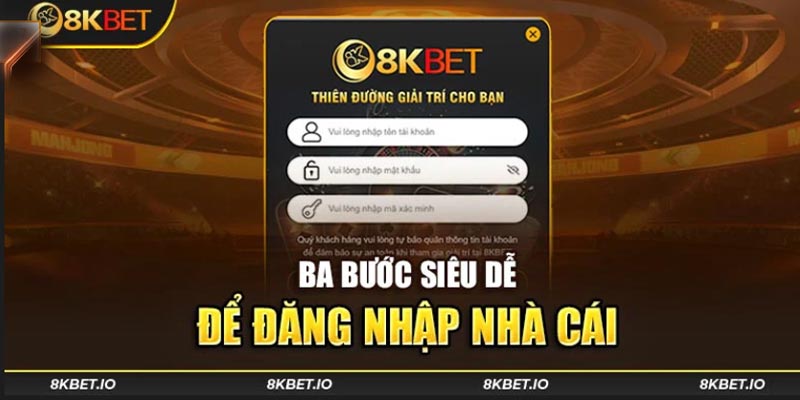 8KBET
8KBET
THIÊN ĐƯỜNG GIẢI TRÍ CHO BẠN
Vui lòng nhập tên tài khoản
Vui lòng nhập mật khẩu
Vui lòng nhập mã xác minh
Quý khách hàng vui lòng tự bảo quản thông tin tài khoản
để đảm bảo sự an toàn khi tham gia giải trí tại 8KBET
MAHJONG
BA BƯỚC SIÊU DỄ
ĐỂ ĐĂNG NHẬP NHÀ CÁI
8KBET.IO 8KBET.IO 8KBET.IO 8KBET.IO